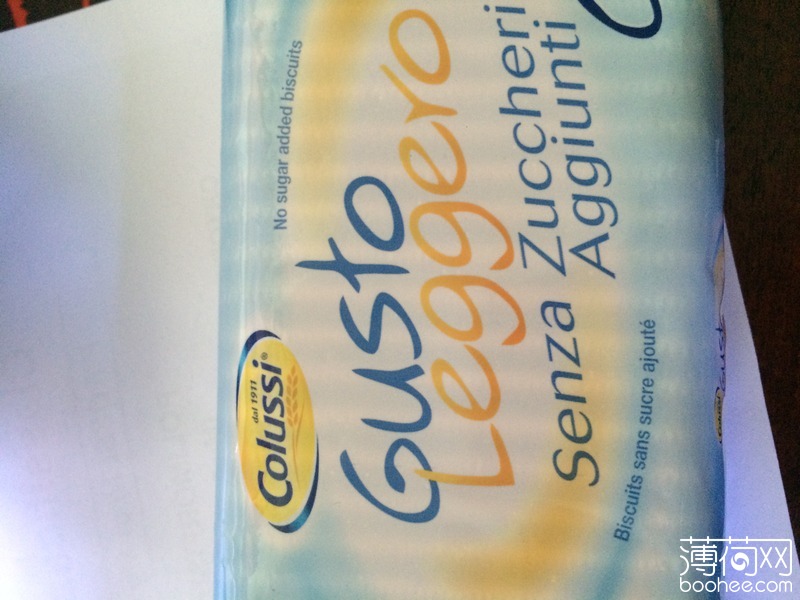 No sugar added biscuits
dal 1911
Colussi®
Gusto
Leggero
Senza Zuccheri
Aggiunti
Biscuits sans sucre ajouté
薄荷网
boohee.com